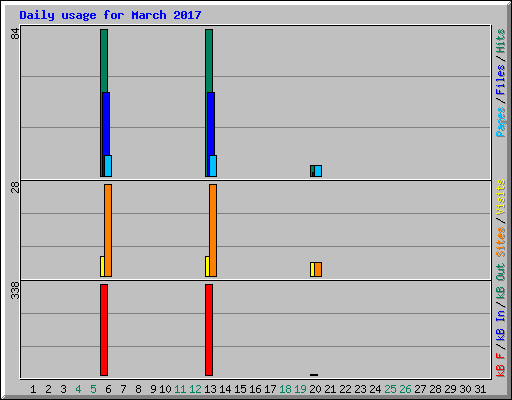 Daily usage for March 2017
84
28
338
Pages/Files/Hits
Sites/Visits
kB F/kB In/kB Out
1 2 3 4 5 6 7 8 9 10 11 12 13 14 15 16 17 18 19 20 21 22 23 24 25 26 27 28 29 30 31